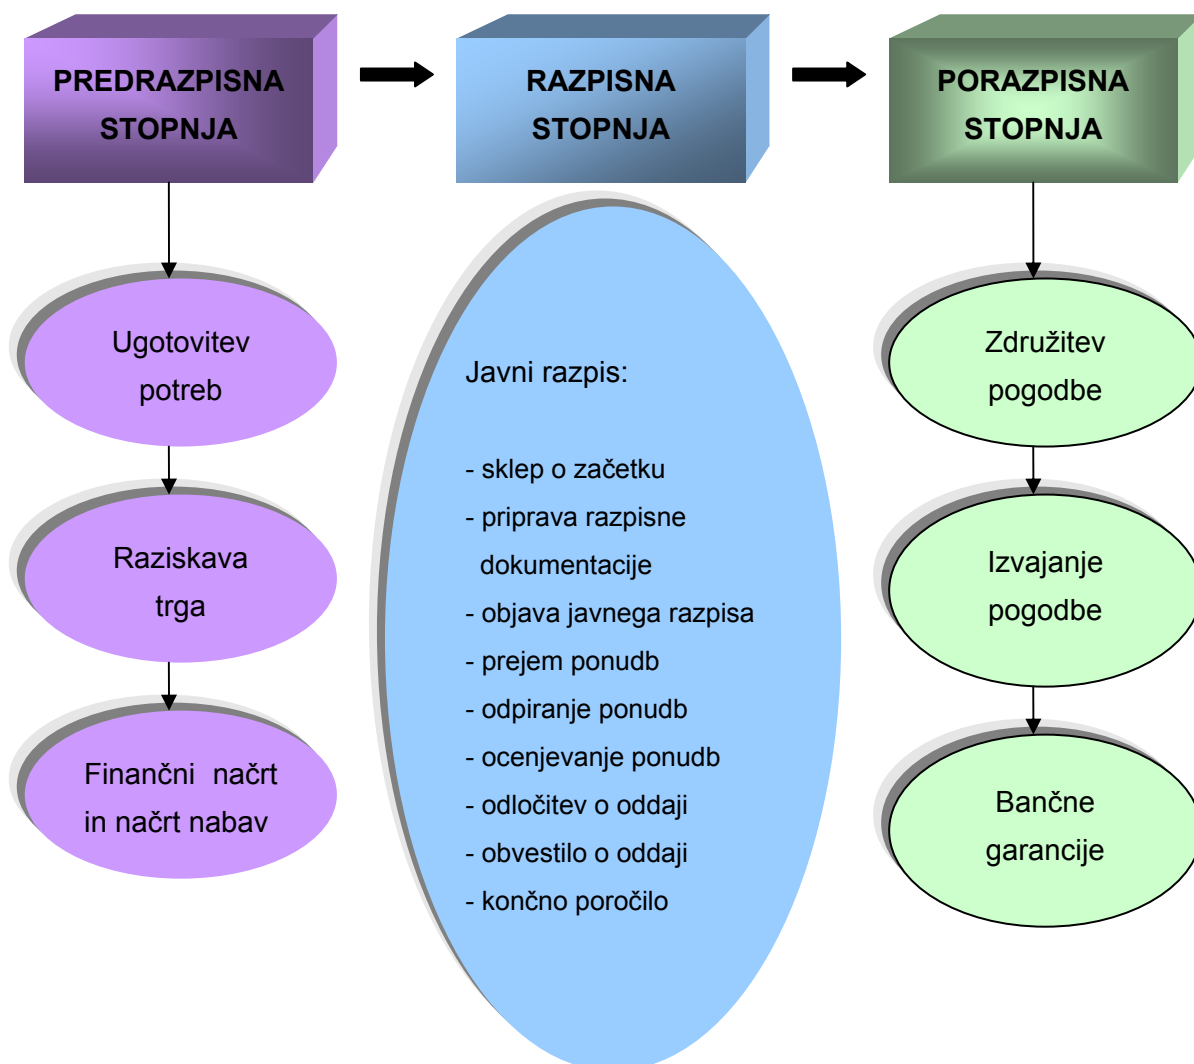 PREDRAZPISNA
STOPNJA
RAZPISNA
STOPNJA
PORAZPISNA
STOPNJA
Ugotovitev
potreb
Raziskava
trga
Finančni načrt
in načrt nabav
Javni razpis:
- sklep o začetku
- priprava razpisne
dokumentacije
- objava javnega razpisa
- prejem ponudb
- odpiranje ponudb
- ocenjevanje ponudb
- odločitev o oddaji
- obvestilo o oddaji
- končno poročilo
Združitev
pogodbe
Izvajanje
pogodbe
Bančne
garancije